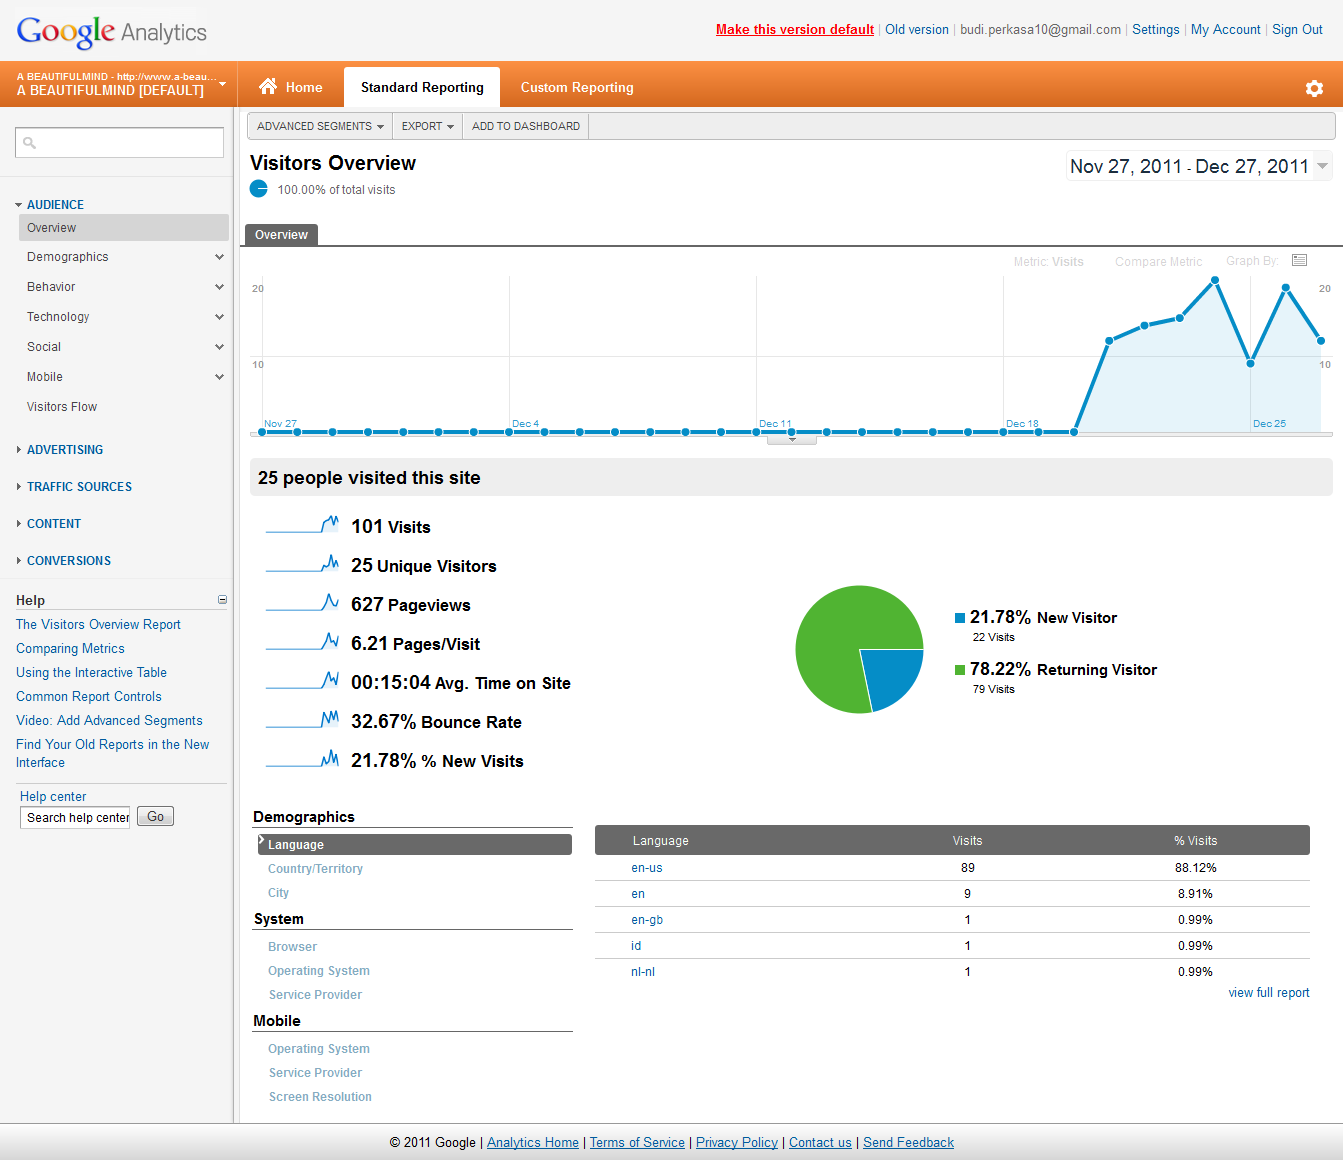 Google Analytics
Make this version default | Old version | budi.perkasa10@gmail.com | Settings | My Account | Sign Out
A BEAUTIFULMIND - http://www.a-beau...
A BEAUTIFULMIND [DEFAULT]
Home
Standard Reporting
Custom Reporting
ADVANCED SEGMENTS
EXPORT
ADD TO DASHBOARD
Visitors Overview
100.00% of total visits
Nov 27, 2011 - Dec 27, 2011
AUDIENCE
Overview
Demographics
Behavior
Technology
Social
Mobile
Visitors Flow
ADVERTISING
TRAFFIC SOURCES
CONTENT
CONVERSIONS
Help
The Visitors Overview Report
Comparing Metrics
Using the Interactive Table
Common Report Controls
Video: Add Advanced Segments
Find Your Old Reports in the New
Interface
Help center
Search help center
Go
Overview
Metric: Visits
Compare Metric
Graph By:
20
20
10
10
Nov 27
Dec 4
Dec 11
Dec 18
Dec 25
25 people visited this site
101 Visits
25 Unique Visitors
627 Pageviews
6.21 Pages/Visit
00:15:04 Avg. Time on Site
32.67% Bounce Rate
21.78% % New Visits
21.78% New Visitor
22 Visits
78.22% Returning Visitor
79 Visits
Demographics
Language
Country/Territory
City
System
Browser
Operating System
Service Provider
Mobile
Operating System
Service Provider
Screen Resolution
Language Visits % Visits
en-us 89 88.12%
en 9 8.91%
en-gb 1 0.99%
id 1 0.99%
nl-nl 1 0.99%
view full report
© 2011 Google | Analytics Home | Terms of Service | Privacy Policy | Contact us | Send Feedback